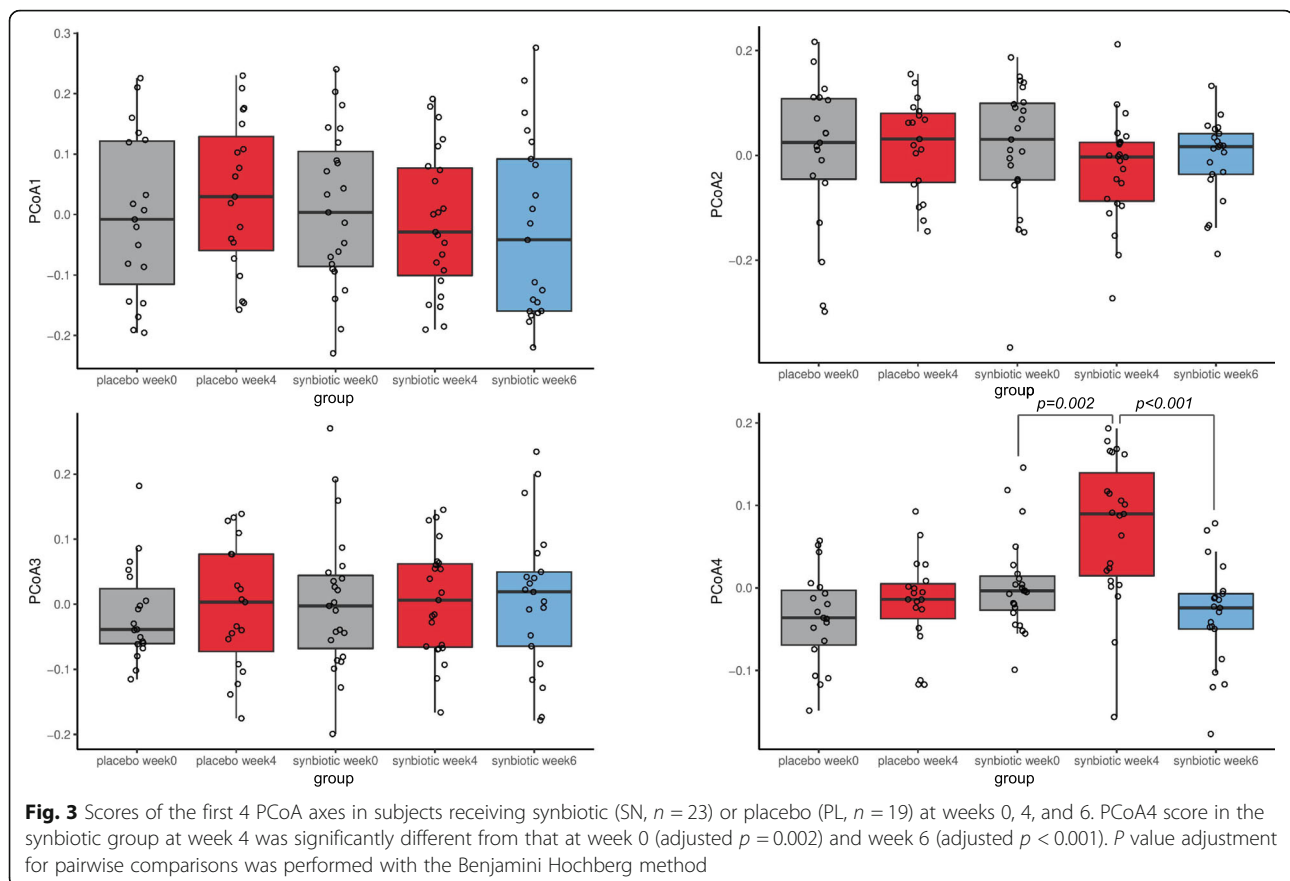 PCoA1
0.3
0.2
0.1
0.0
−0.1
−0.2
placebo week0 placebo week4 synbiotic week0 synbiotic week4 synbiotic week6
group
PCoA2
0.2
0.0
−0.2
placebo week0 placebo week4 synbiotic week0 synbiotic week4 synbiotic week6
group
PCoA3
0.3
0.2
0.1
0.0
−0.1
−0.2
placebo week0 placebo week4 synbiotic week0 synbiotic week4 synbiotic week6
group
p=0.002 p<0.001
PCoA4
0.2
0.1
0.0
−0.1
placebo week0 placebo week4 synbiotic week0 synbiotic week4 synbiotic week6
group
Fig. 3 Scores of the first 4 PCoA axes in subjects receiving synbiotic (SN, n = 23) or placebo (PL, n = 19) at weeks 0, 4, and 6. PCoA4 score in the
synbiotic group at week 4 was significantly different from that at week 0 (adjusted p = 0.002) and week 6 (adjusted p < 0.001). P value adjustment
for pairwise comparisons was performed with the Benjamini Hochberg method